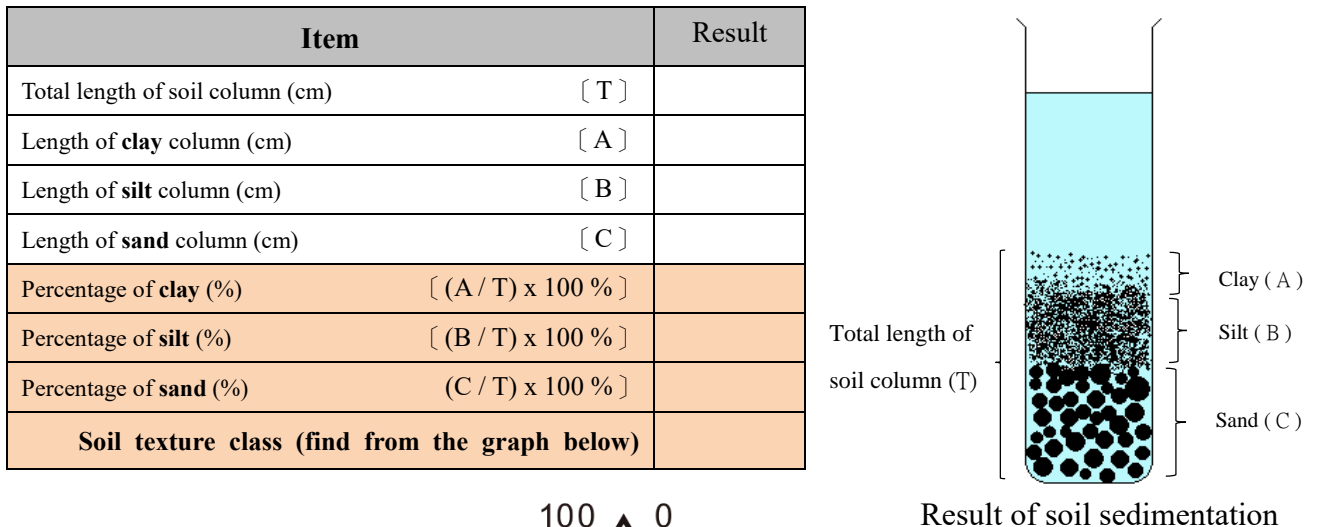 Item Result
Total length of soil column (cm) 〔 T 〕
Length of clay column (cm) 〔 A 〕
Length of silt column (cm) 〔 B 〕
Length of sand column (cm) 〔 C 〕
Percentage of clay (%) 〔 (A / T) x 100 % 〕
Percentage of silt (%) 〔 (B / T) x 100 % 〕
Percentage of sand (%) (C / T) x 100 % 〕
Soil texture class (find from the graph below)
Clay ( A )
Silt ( B )
Total length of
soil column (T)
Sand ( C )
100 0
Result of soil sedimentation